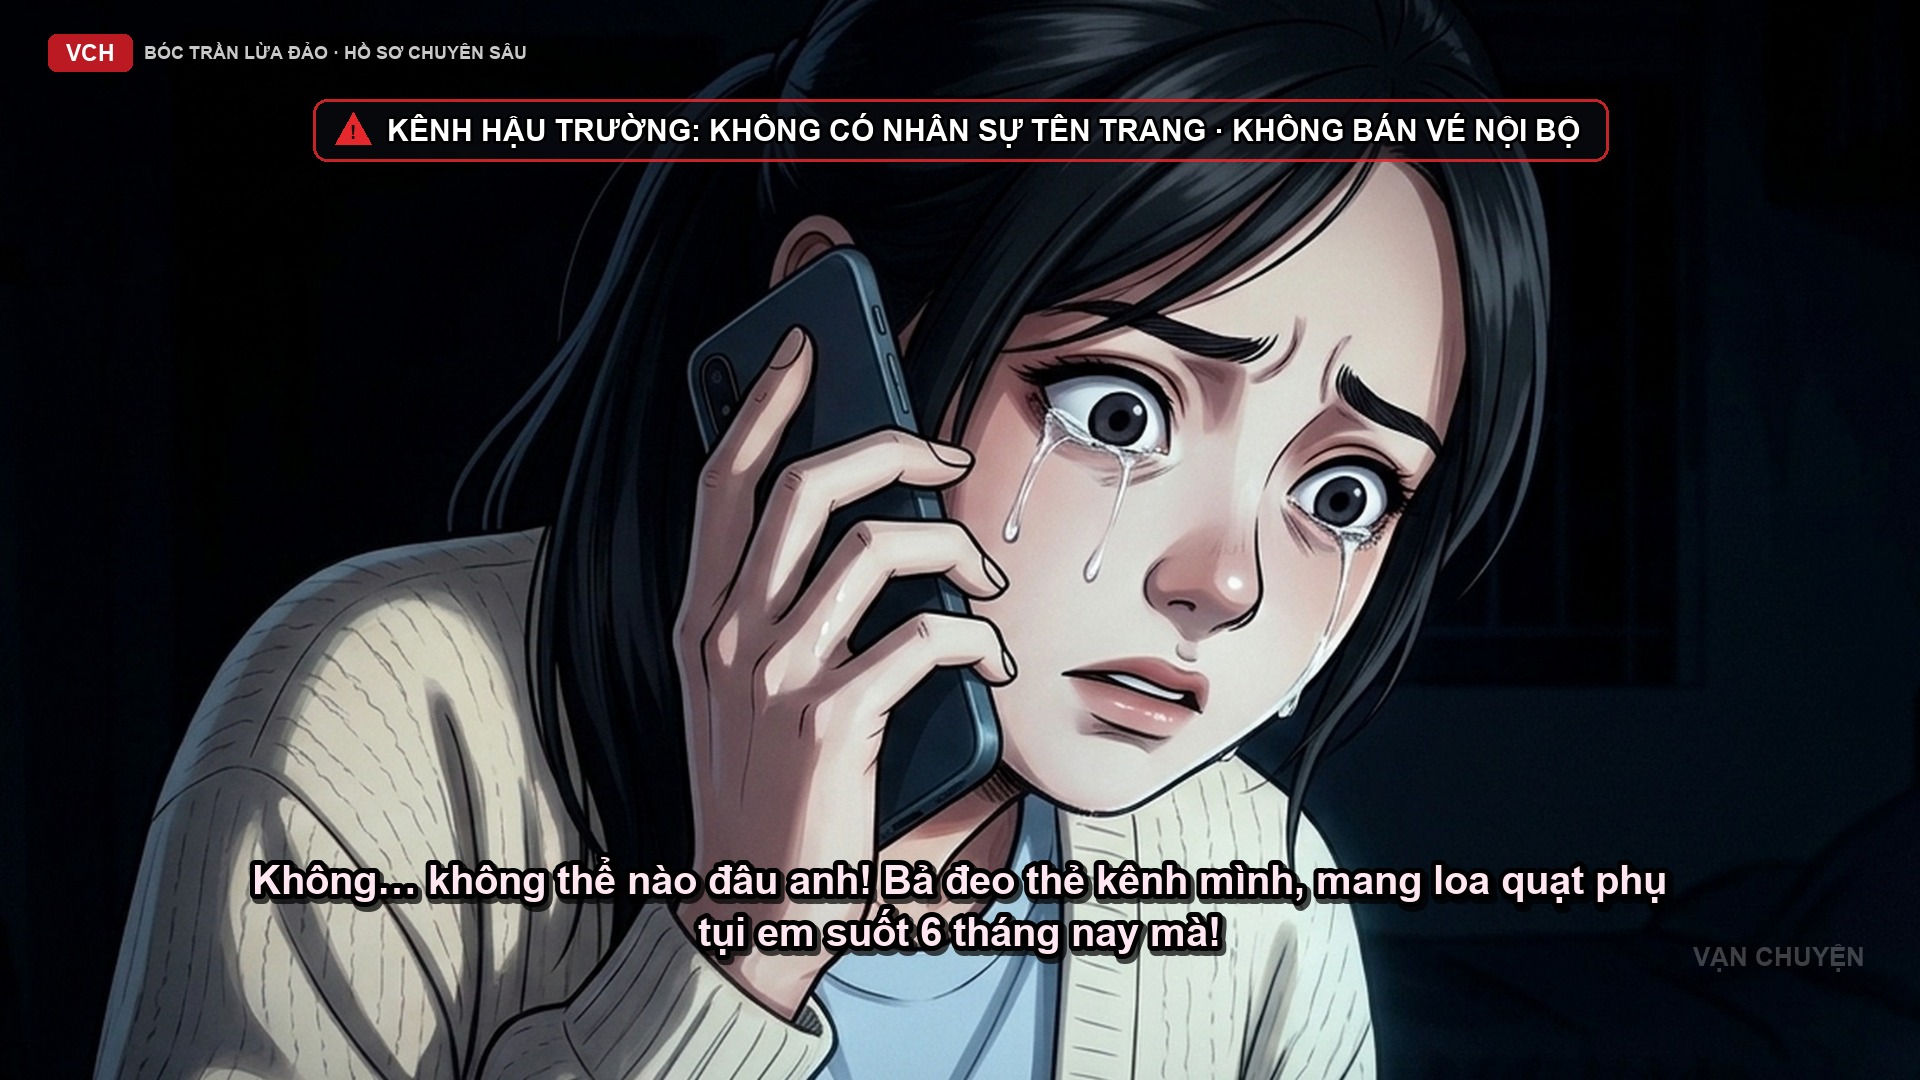 VCH
BÓC TRẦN LỪA ĐẢO · HỒ SƠ CHUYÊN SÂU
KÊNH HẬU TRƯỜNG: KHÔNG CÓ NHÂN SỰ TÊN TRANG · KHÔNG BÁN VÉ NỘI BỘ
Không... không thể nào đâu anh! Bả đeo thẻ kênh mình, mang loa quạt phụ
tụi em suốt 6 tháng nay mà!
VẠN CHUYỆN